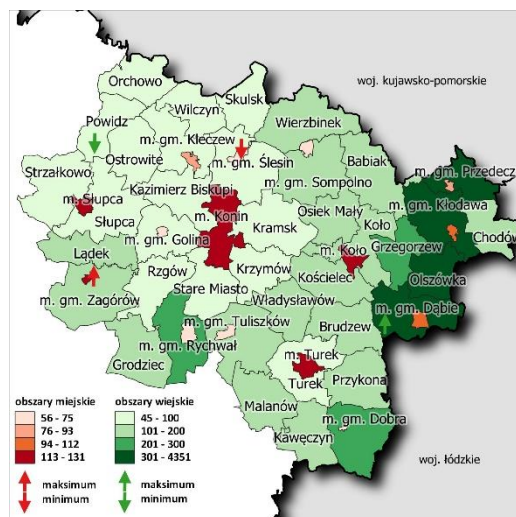 Orchowo
Skulsk
woj. kujawsko-pomorskie
Powidz
Wilczyn
Wierzbinek
m. gm. Kleczew
Ostrowite
m. gm. Ślesin
Babiak
m. gm. Przedecz
Strzałkowo
m. gm. Sompolno
Kazimierz Biskupi
m. Słupca
m. gm. Kłodawa
m. Konin
Osiek Mały
Koło
Słupca
m. gm. Golina
Kramsk
Chodów
m. Koło
Grzegorzew
Lądek
Rzgów
Krzymów
Kościelec
Olszówka
m. gm. Zagórów
Stare Miasto
Władysławów
m. gm. Dąbie
m. gm. Tuliszków
Brudzew
m. gm. Rychwał
Grodziec
m. Turek
Turek
Przykona
Malanów
m. gm. Dobra
Kawęczyn
woj. łódzkie
obszary miejskie
56 - 75
76 - 93
94 - 112
113 - 131
maksimum
minimum
obszary wiejskie
45 - 100
101 - 200
201 - 300
301 - 4351
maksimum
minimum